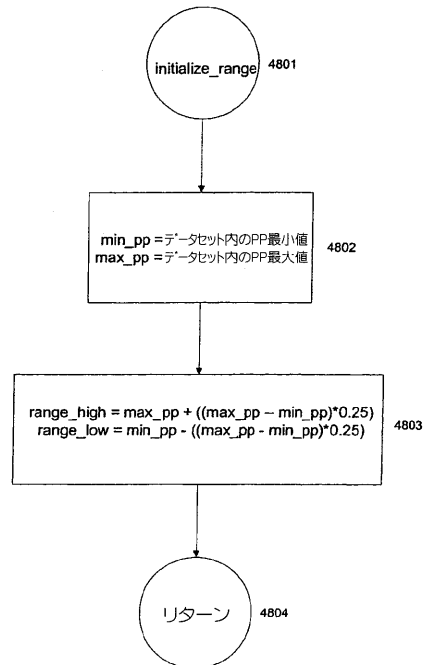 initialize_range 4801
min_pp =データセット内のPP最小値
max_pp =データセット内のPP最大値
4802
range_high = max_pp + ((max_pp – min_pp)*0.25)
range_low = min_pp - ((max_pp - min_pp)*0.25)
4803
リターン 4804